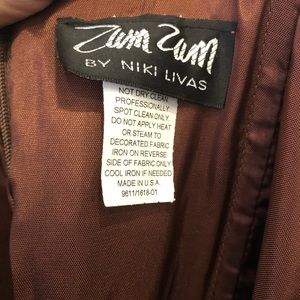 Zum Zum
BY NIKI LIVAS
NOT DRY CLEAN
PROFESSIONALLY
SPOT CLEAN ONLY
DO NOT APPLY HEAT
OR STEAM TO
DECORATED FABRIC
IRON ON REVERSE
SIDE OF FABRIC ONLY
COOL IRON IF NEEDED
MADE IN U.S.A.
9611/1618-01